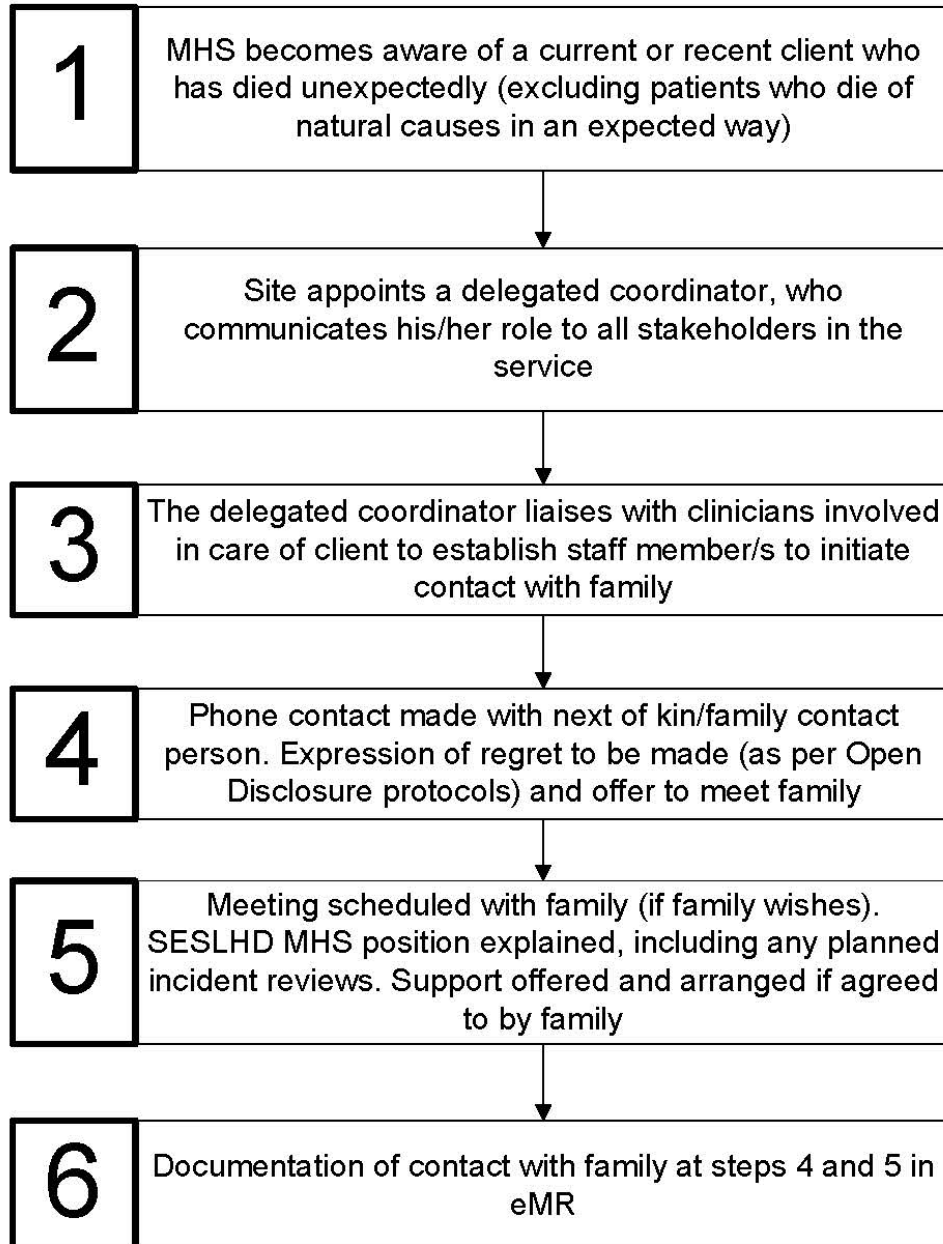 1
MHS becomes aware of a current or recent client who
has died unexpectedly (excluding patients who die of
natural causes in an expected way)
2
Site appoints a delegated coordinator, who
communicates his/her role to all stakeholders in the
service
3
The delegated coordinator liaises with clinicians involved
in care of client to establish staff member/s to initiate
contact with family
4
Phone contact made with next of kin/family contact
person. Expression of regret to be made (as per Open
Disclosure protocols) and offer to meet family
5
Meeting scheduled with family (if family wishes).
SESLHD MHS position explained, including any planned
incident reviews. Support offered and arranged if agreed
to by family
6
Documentation of contact with family at steps 4 and 5 in
eMR